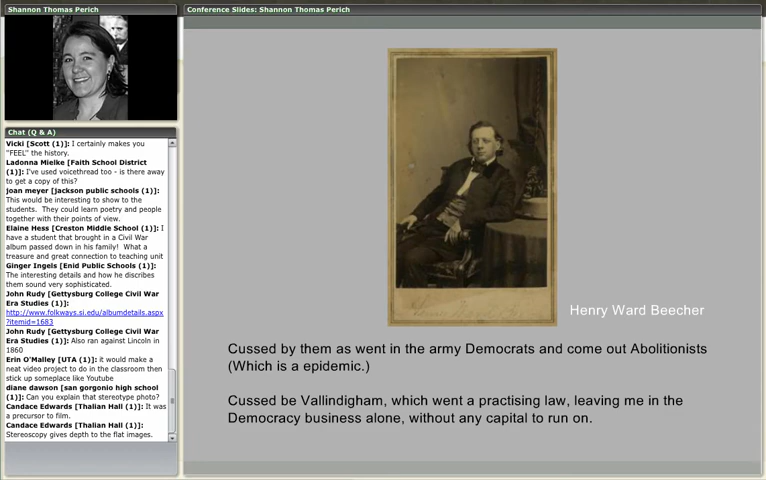 Shannon Thomas Perich
Conference Slides: Shannon Thomas Perich
Chat (Q & A)
Vicki [Scott (1)]: I certainly makes you
"FEEL" the history.
Ladonna Mielke [Faith School District
(1)]: I've used voicethread too - is there away
to get a copy of this?
joan meyer [jackson public schools (1)]:
This would be interesting to show to the
students. They could learn poetry and people
together with their points of view.
Elaine Hess [Creston Middle School (1)]: I
have a student that brought in a Civil War
album passed down in his family! What a
treasure and great connection to teaching unit
Ginger Ingels [Enid Public Schools (1)]:
The interesting details and how he discribes
them sound very sophisticated.
John Rudy [Gettysburg College Civil War
Era Studies (1)]:
http://www.folkways.si.edu/albumdetails.aspx
?itemid=1683
John Rudy [Gettysburg College Civil War
Era Studies (1)]: Also ran against Lincoln in
1860
Erin O'Malley [UTA (1)]: it would make a
neat video project to do in the classroom then
stick up someplace like Youtube
diane dawson [san gorgonio high school
(1)]: Can you explain that stereotype photo?
Candace Edwards [Thalian Hall (1)]: It was
a precursor to film.
Candace Edwards [Thalian Hall (1)]:
Stereoscopy gives depth to the flat images.
Henry Ward Beecher
Cussed by them as went in the army Democrats and come out Abolitionists
(Which is a epidemic.)
Cussed be Vallindigham, which went a practising law, leaving me in the
Democracy business alone, without any capital to run on.